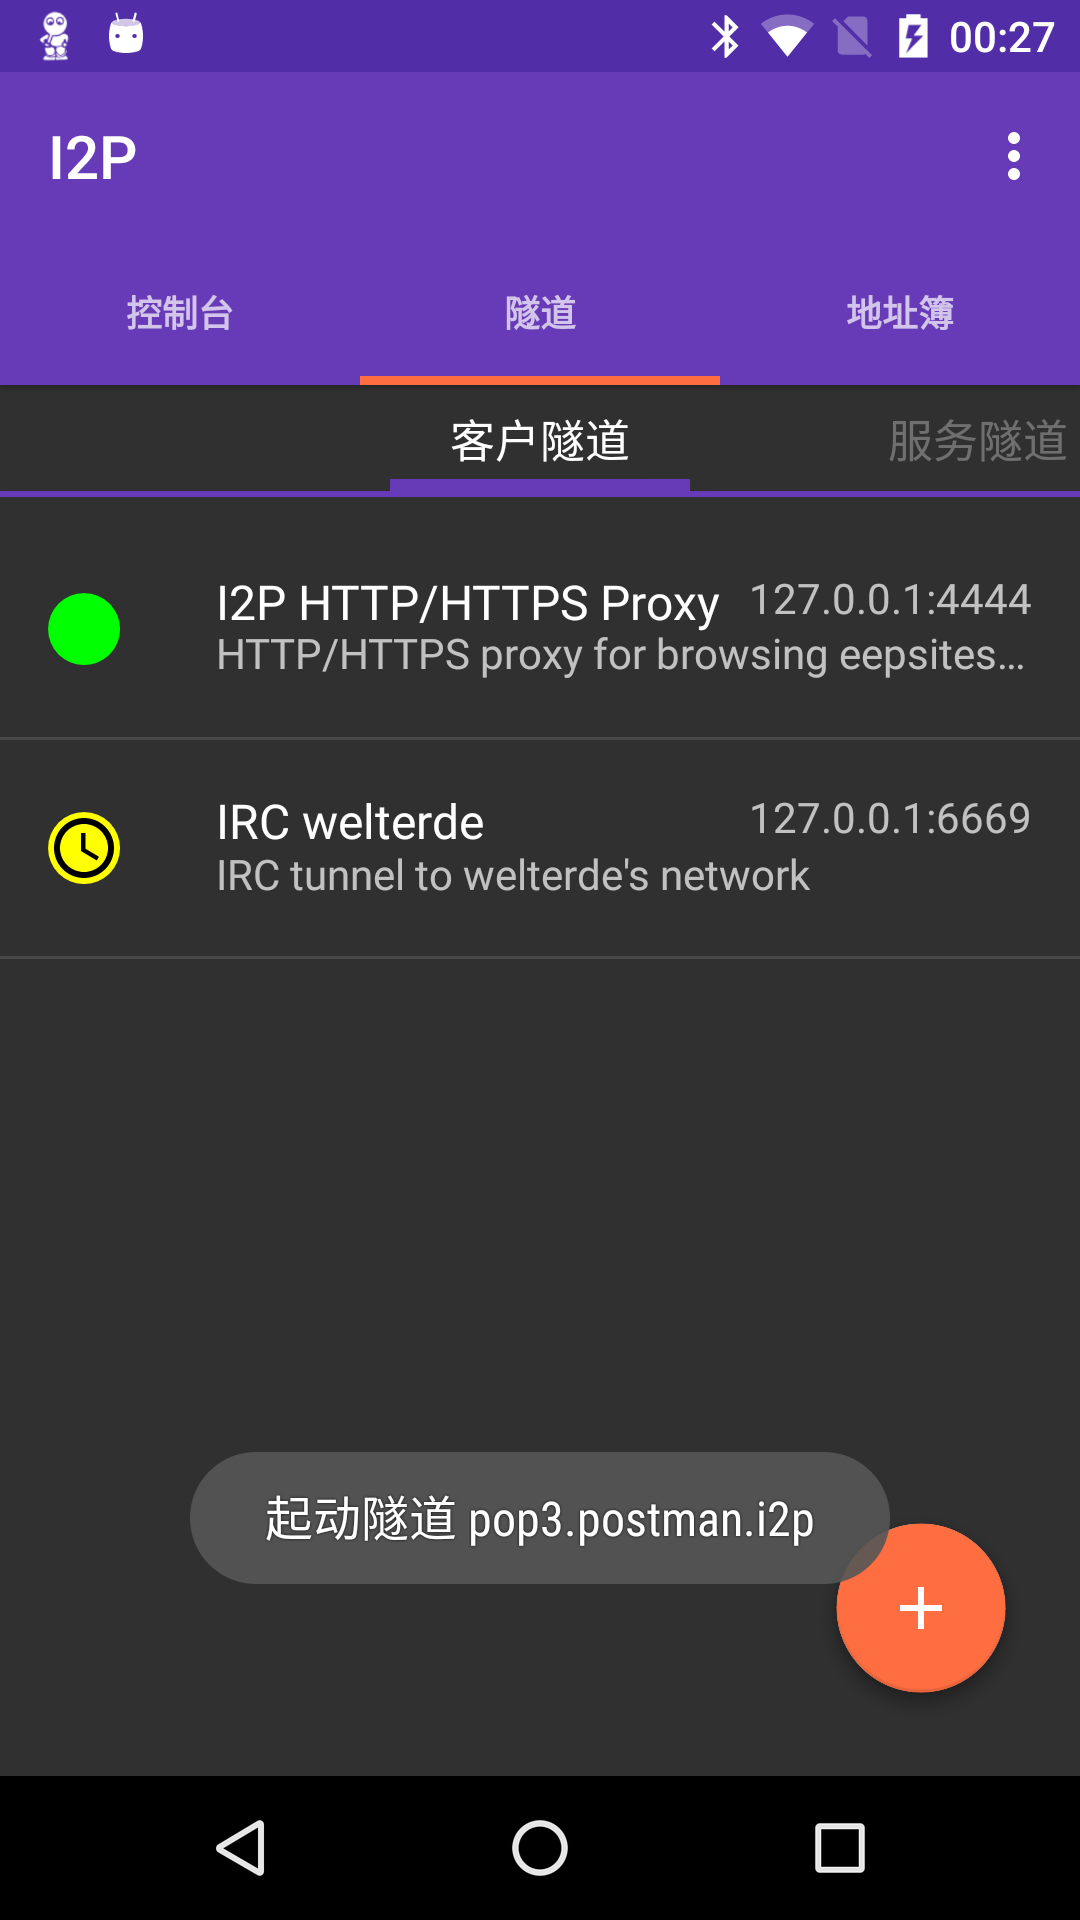 00:27
I2P
控制台 隧道 地址簿
客户隧道 服务隧道
I2P HTTP/HTTPS Proxy 127.0.0.1:4444
HTTP/HTTPS proxy for browsing eepsites...
IRC welterde 127.0.0.1:6669
IRC tunnel to welterde's network
起动隧道 pop3.postman.i2p